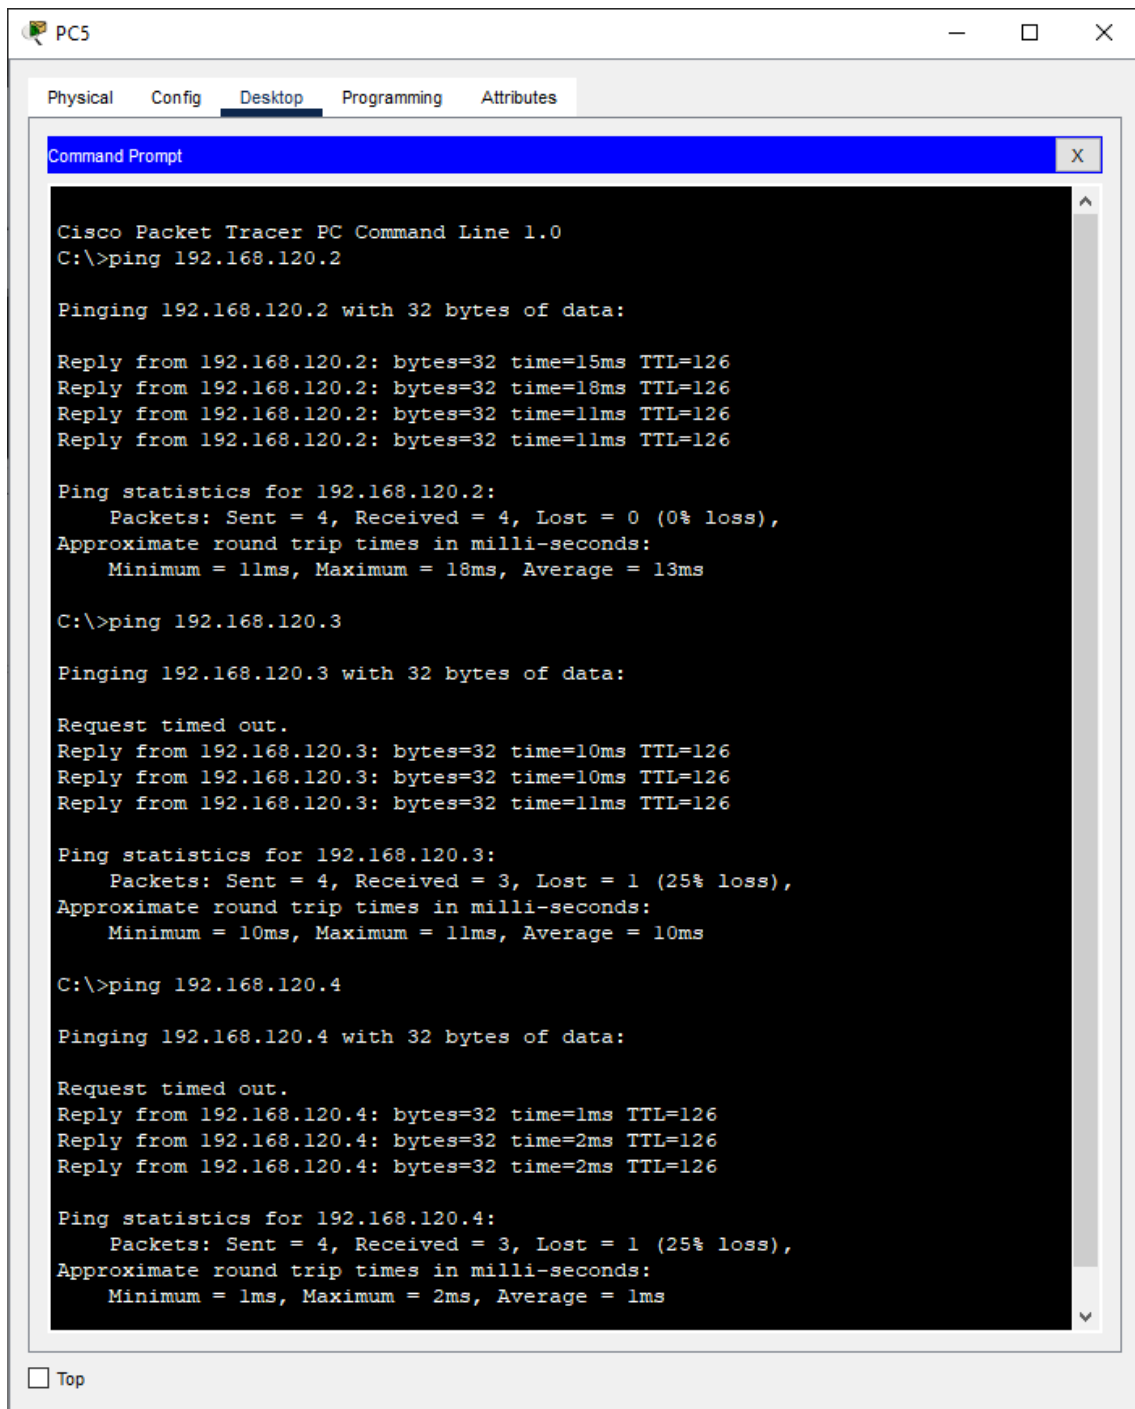 PC5
Physical Config Desktop Programming Attributes
Command Prompt X
Cisco Packet Tracer PC Command Line 1.0
C:\>ping 192.168.120.2
Pinging 192.168.120.2 with 32 bytes of data:
Reply from 192.168.120.2: bytes=32 time=15ms TTL=126
Reply from 192.168.120.2: bytes=32 time=18ms TTL=126
Reply from 192.168.120.2: bytes=32 time=11ms TTL=126
Reply from 192.168.120.2: bytes=32 time=11ms TTL=126
Ping statistics for 192.168.120.2:
Packets: Sent = 4, Received = 4, Lost = 0 (0% loss),
Approximate round trip times in milli-seconds:
Minimum = 11ms, Maximum = 18ms, Average = 13ms
C:\>ping 192.168.120.3
Pinging 192.168.120.3 with 32 bytes of data:
Request timed out.
Reply from 192.168.120.3: bytes=32 time=10ms TTL=126
Reply from 192.168.120.3: bytes=32 time=10ms TTL=126
Reply from 192.168.120.3: bytes=32 time=11ms TTL=126
Ping statistics for 192.168.120.3:
Packets: Sent = 4, Received = 3, Lost = 1 (25% loss),
Approximate round trip times in milli-seconds:
Minimum = 10ms, Maximum = 11ms, Average = 10ms
C:\>ping 192.168.120.4
Pinging 192.168.120.4 with 32 bytes of data:
Request timed out.
Reply from 192.168.120.4: bytes=32 time=1ms TTL=126
Reply from 192.168.120.4: bytes=32 time=2ms TTL=126
Reply from 192.168.120.4: bytes=32 time=2ms TTL=126
Ping statistics for 192.168.120.4:
Packets: Sent = 4, Received = 3, Lost = 1 (25% loss),
Approximate round trip times in milli-seconds:
Minimum = 1ms, Maximum = 2ms, Average = 1ms
Top